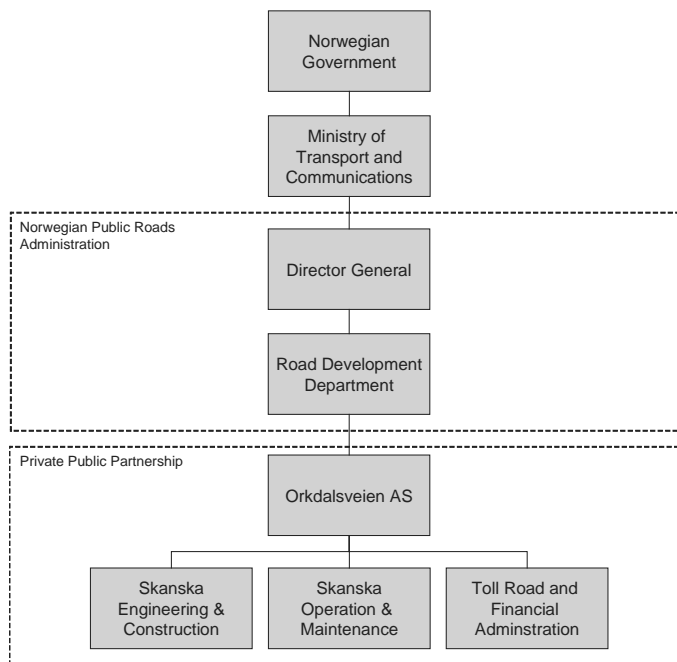 Norwegian
Government
Ministry of
Transport and
Communications
Norwegian Public Roads
Administration
Director General
Road Development
Department
Private Public Partnership
Orkdalsveien AS
Skanska
Engineering &
Construction
Skanska
Operation &
Maintenance
Toll Road and
Financial
Adminstration